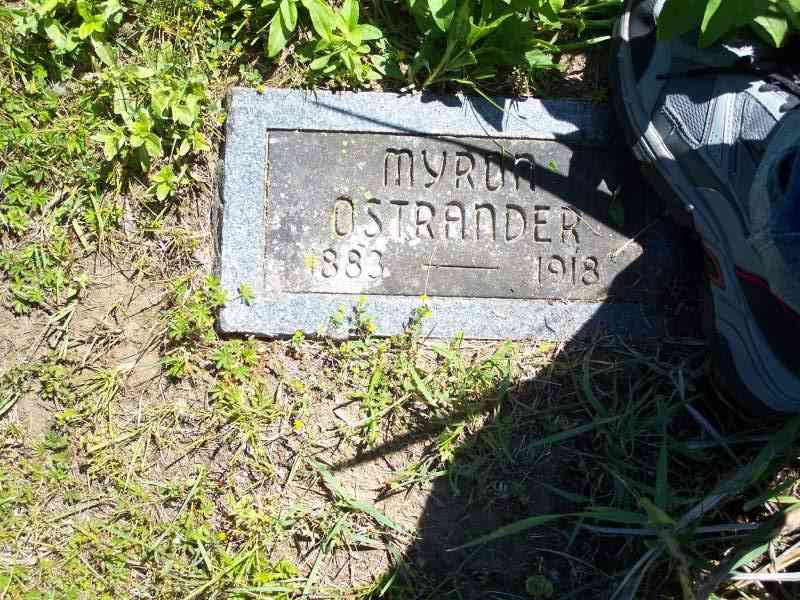 MYRON
OSTRANDER
1883 — 1918